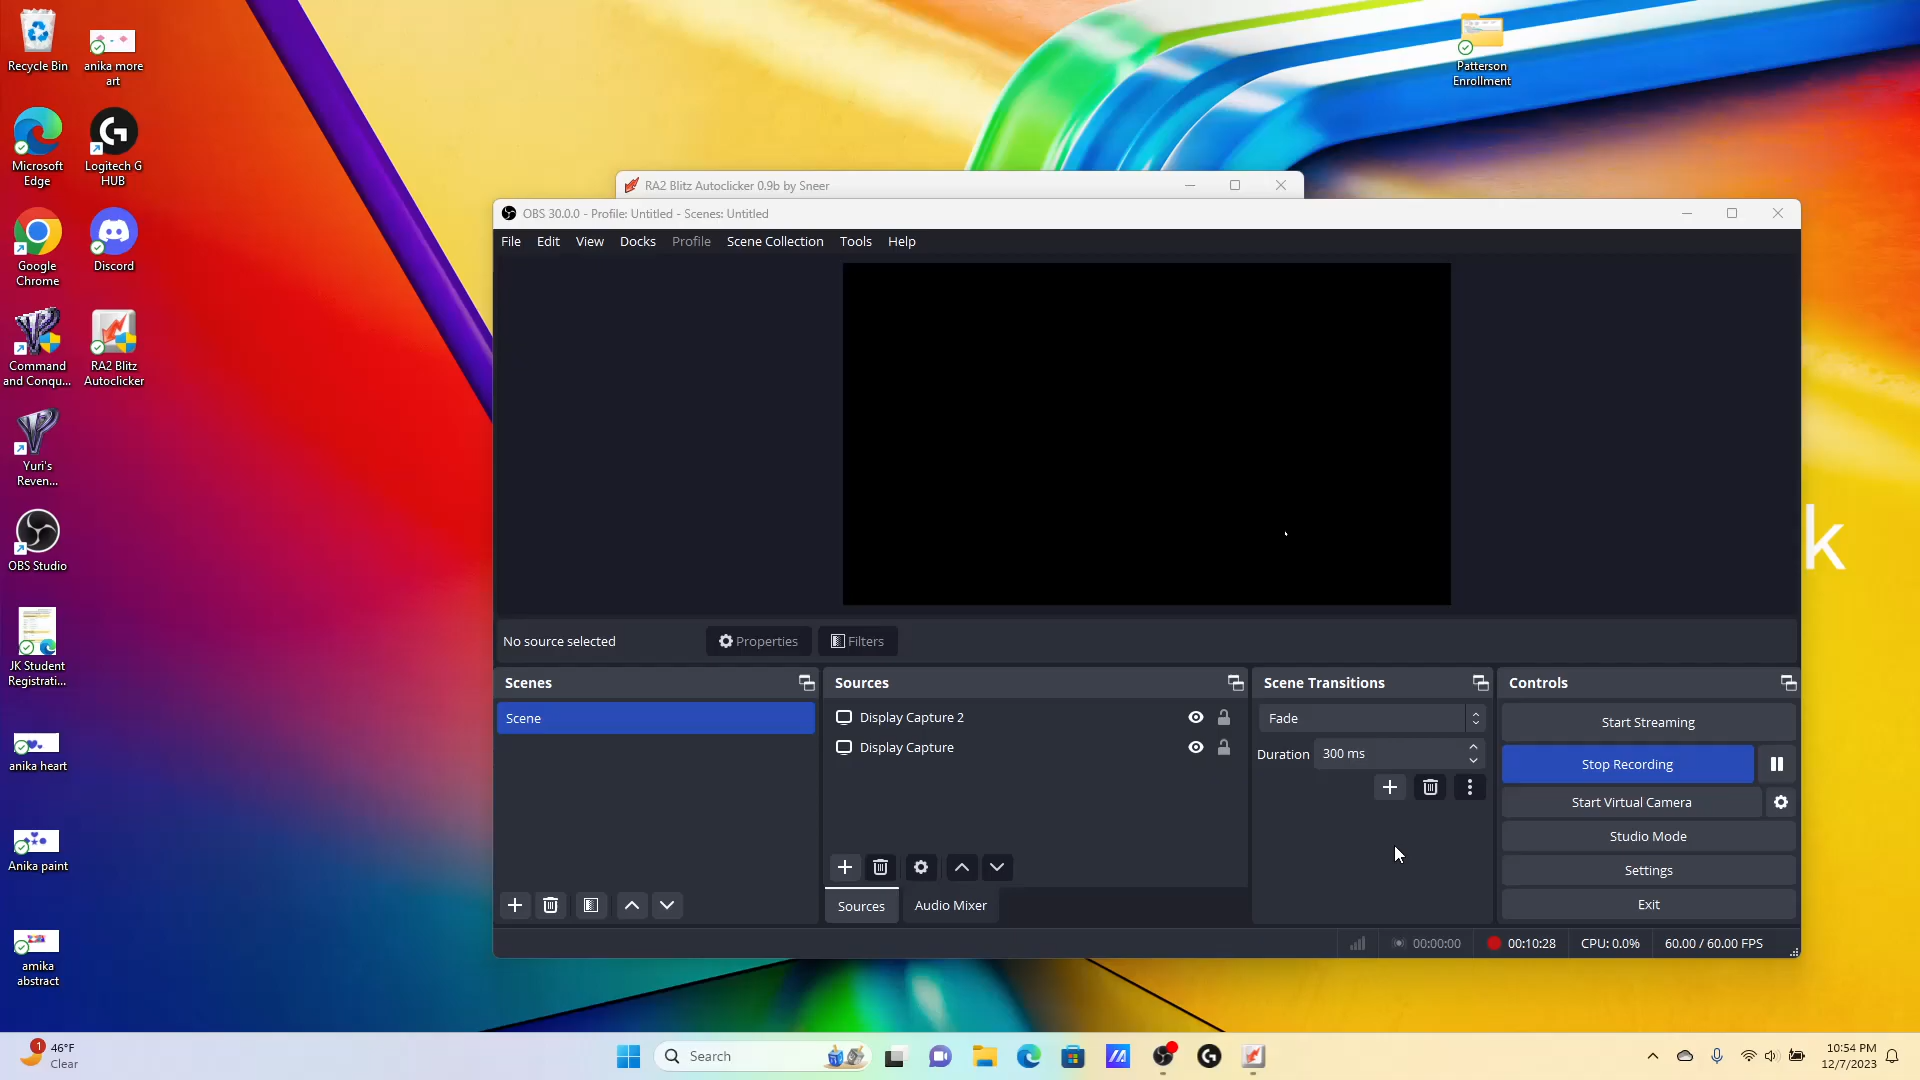 Recycle Bin
anika more
art
Microsoft
Edge
Logitech G
HUB
Google
Chrome
Discord
Command
and Conqu...
RA2 Blitz
Autoclicker
Yuri's
Reven...
OBS Studio
JK Student
Registrati...
anika heart
Anika paint
amika
abstract
Patterson
Enrollment
RA2 Blitz Autoclicker 0.9b by Sneer
OBS 30.0.0 - Profile: Untitled - Scenes: Untitled
File Edit View Docks Profile Scene Collection Tools Help
k
No source selected Properties Filters
Scenes
Scene
Sources
Display Capture 2
Display Capture
Sources Audio Mixer
Scene Transitions
Fade
Duration 300 ms
Controls
Start Streaming
Stop Recording
Start Virtual Camera
Studio Mode
Settings
Exit
00:00:00 00:10:28 CPU: 0.0% 60.00 / 60.00 FPS
1
46°F
Clear
Search
10:54 PM
12/7/2023